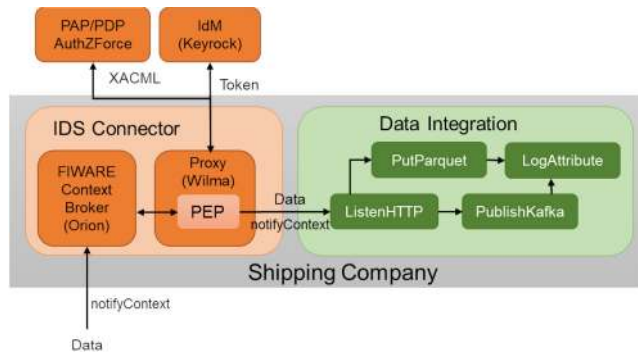 PAP/PDP
AuthZForce
IdM
(Keyrock)
XACML
Token
IDS Connector
Data Integration
FIWARE
Context
Broker
(Orion)
Proxy
(Wilma)
PEP
Data
notifyContext
PutParquet
LogAttribute
ListenHTTP
PublishKafka
Shipping Company
notifyContext
Data